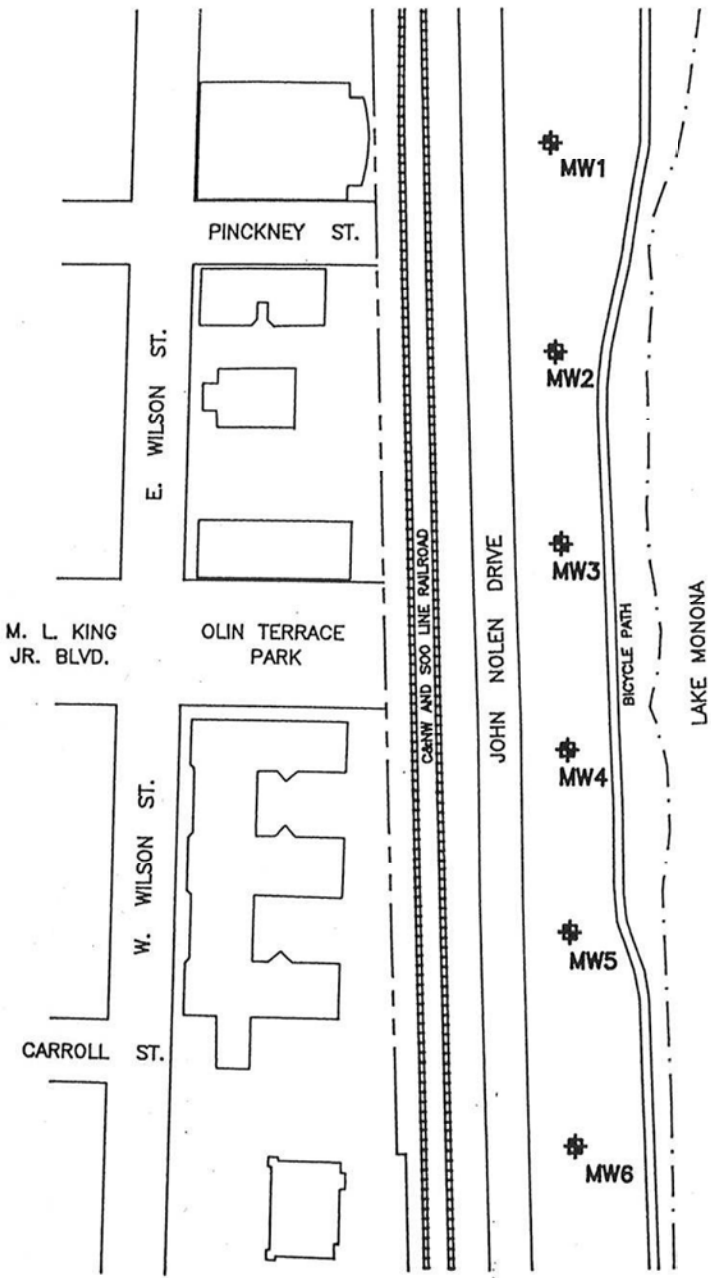 MW1
PINCKNEY ST.
MW2
E. WILSON ST.
MW3
C&NW AND SOO LINE RAILROAD
JOHN NOLEN DRIVE
BICYCLE PATH
LAKE MONONA
M. L. KING
JR. BLVD.
OLIN TERRACE
PARK
MW4
W. WILSON ST.
MW5
CARROLL ST.
MW6